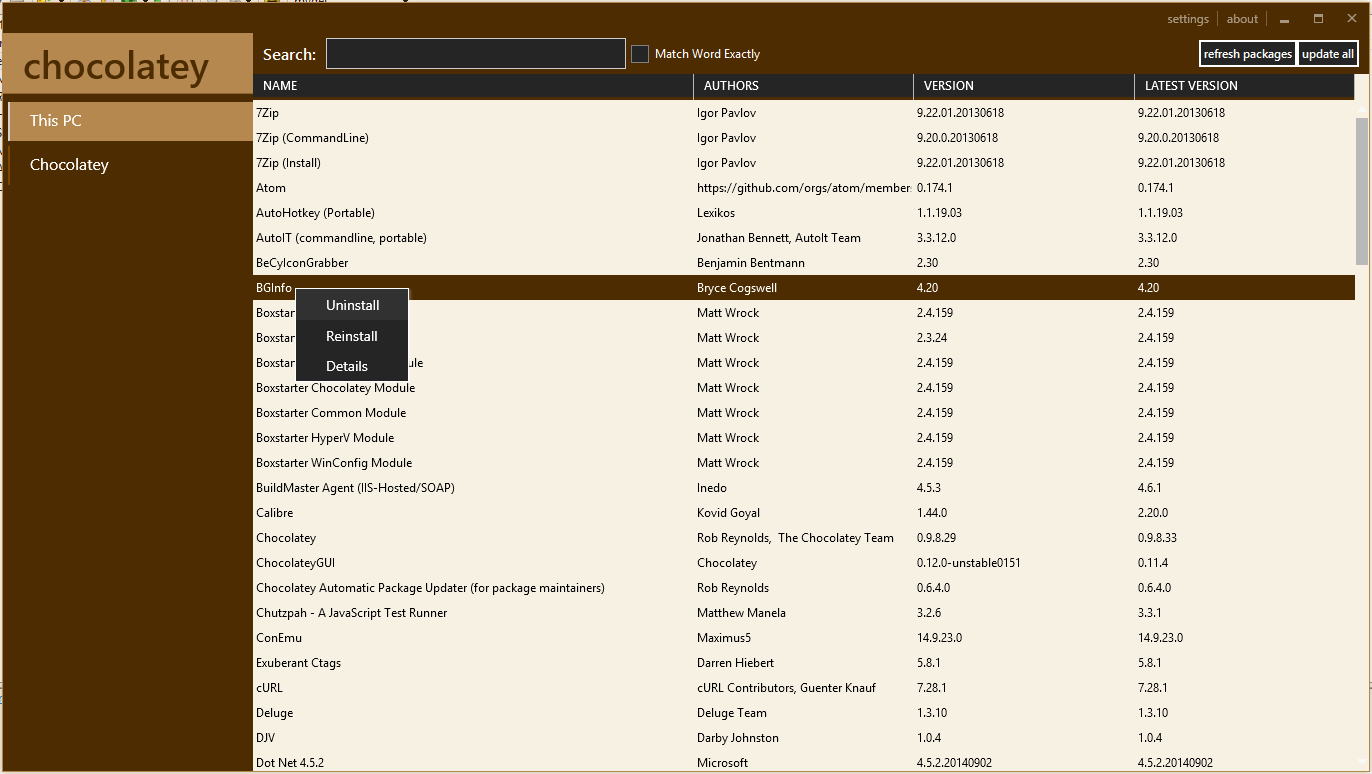 settings about
chocolatey
Search: Match Word Exactly refresh packages update all
This PC
Chocolatey
NAME AUTHORS VERSION LATEST VERSION
7Zip Igor Pavlov 9.22.01.20130618 9.22.01.20130618
7Zip (CommandLine) Igor Pavlov 9.20.0.20130618 9.20.0.20130618
7Zip (Install) Igor Pavlov 9.22.01.20130618 9.22.01.20130618
Atom https://github.com/orgs/atom/members 0.174.1 0.174.1
AutoHotkey (Portable) Lexikos 1.1.19.03 1.1.19.03
AutoIT (commandline, portable) Jonathan Bennett, AutoIt Team 3.3.12.0 3.3.12.0
BeCyIconGrabber Benjamin Bentmann 2.30 2.30
BGInfo Bryce Cogswell 4.20 4.20
Uninstall
Reinstall
Details
Boxstar Matt Wrock 2.4.159 2.4.159
Boxsta Matt Wrock 2.3.24 2.4.159
Boxstar ule Matt Wrock 2.4.159 2.4.159
Boxstarter Chocolatey Module Matt Wrock 2.4.159 2.4.159
Boxstarter Common Module Matt Wrock 2.4.159 2.4.159
Boxstarter HyperV Module Matt Wrock 2.4.159 2.4.159
Boxstarter WinConfig Module Matt Wrock 2.4.159 2.4.159
BuildMaster Agent (IIS-Hosted/SOAP) Inedo 4.5.3 4.6.1
Calibre Kovid Goyal 1.44.0 2.20.0
Chocolatey Rob Reynolds,  The Chocolatey Team 0.9.8.29 0.9.8.33
ChocolateyGUI Chocolatey 0.12.0-unstable0151 0.11.4
Chocolatey Automatic Package Updater (for package maintainers) Rob Reynolds 0.6.4.0 0.6.4.0
Chutzpah - A JavaScript Test Runner Matthew Manela 3.2.6 3.3.1
ConEmu Maximus5 14.9.23.0 14.9.23.0
Exuberant Ctags Darren Hiebert 5.8.1 5.8.1
cURL cURL Contributors, Guenter Knauf 7.28.1 7.28.1
Deluge Deluge Team 1.3.10 1.3.10
DJV Darby Johnston 1.0.4 1.0.4
Dot Net 4.5.2 Microsoft 4.5.2.20140902 4.5.2.20140902